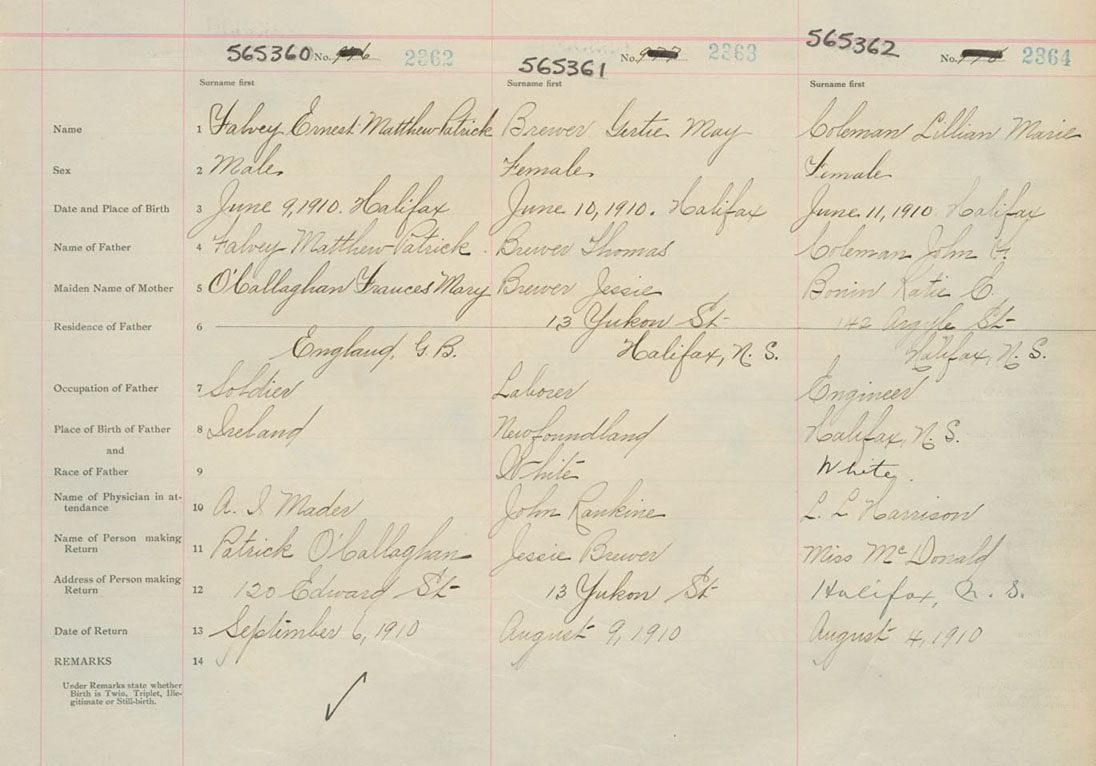 565360 No. 2362 565361 No. 2363 565362 No. 2364
Surname first Surname first Surname first
Name 1 Falvey Ernest Matthew Patrick Brewer Gertie May Coleman Lillian Marie
Sex 2 Male Female Female
Date and Place of Birth 3 June 9, 1910. Halifax June 10, 1910. Halifax June 11, 1910 Halifax
Name of Father 4 Falvey Matthew Patrick Brewer Thomas Coleman John F.
Maiden Name of Mother 5 O'Callaghan Frances Mary Brewer Jessie Bonin Katie C.
Residence of Father 6 13 Yukon St 142 Argyle St
England, G.B. Halifax, N.S. Halifax, N.S.
Occupation of Father 7 Soldier Laborer Engineer
Place of Birth of Father 8 Ireland Newfoundland Halifax, N.S.
and
Race of Father 9 White White.
Name of Physician in at-
tendance 10 A. I Mader John Rankine L. L Harrison
Name of Person making
Return 11 Patrick O'Callaghan Jessie Brewer Miss McDonald
Address of Person making
Return 12 120 Edward St 13 Yukon St Halifax, N.S.
Date of Return 13 September 6, 1910 August 9, 1910 August 4, 1910
REMARKS 14
Under Remarks state whether
Birth is Twin, Triplet, Ille-
gitimate or Still-birth.